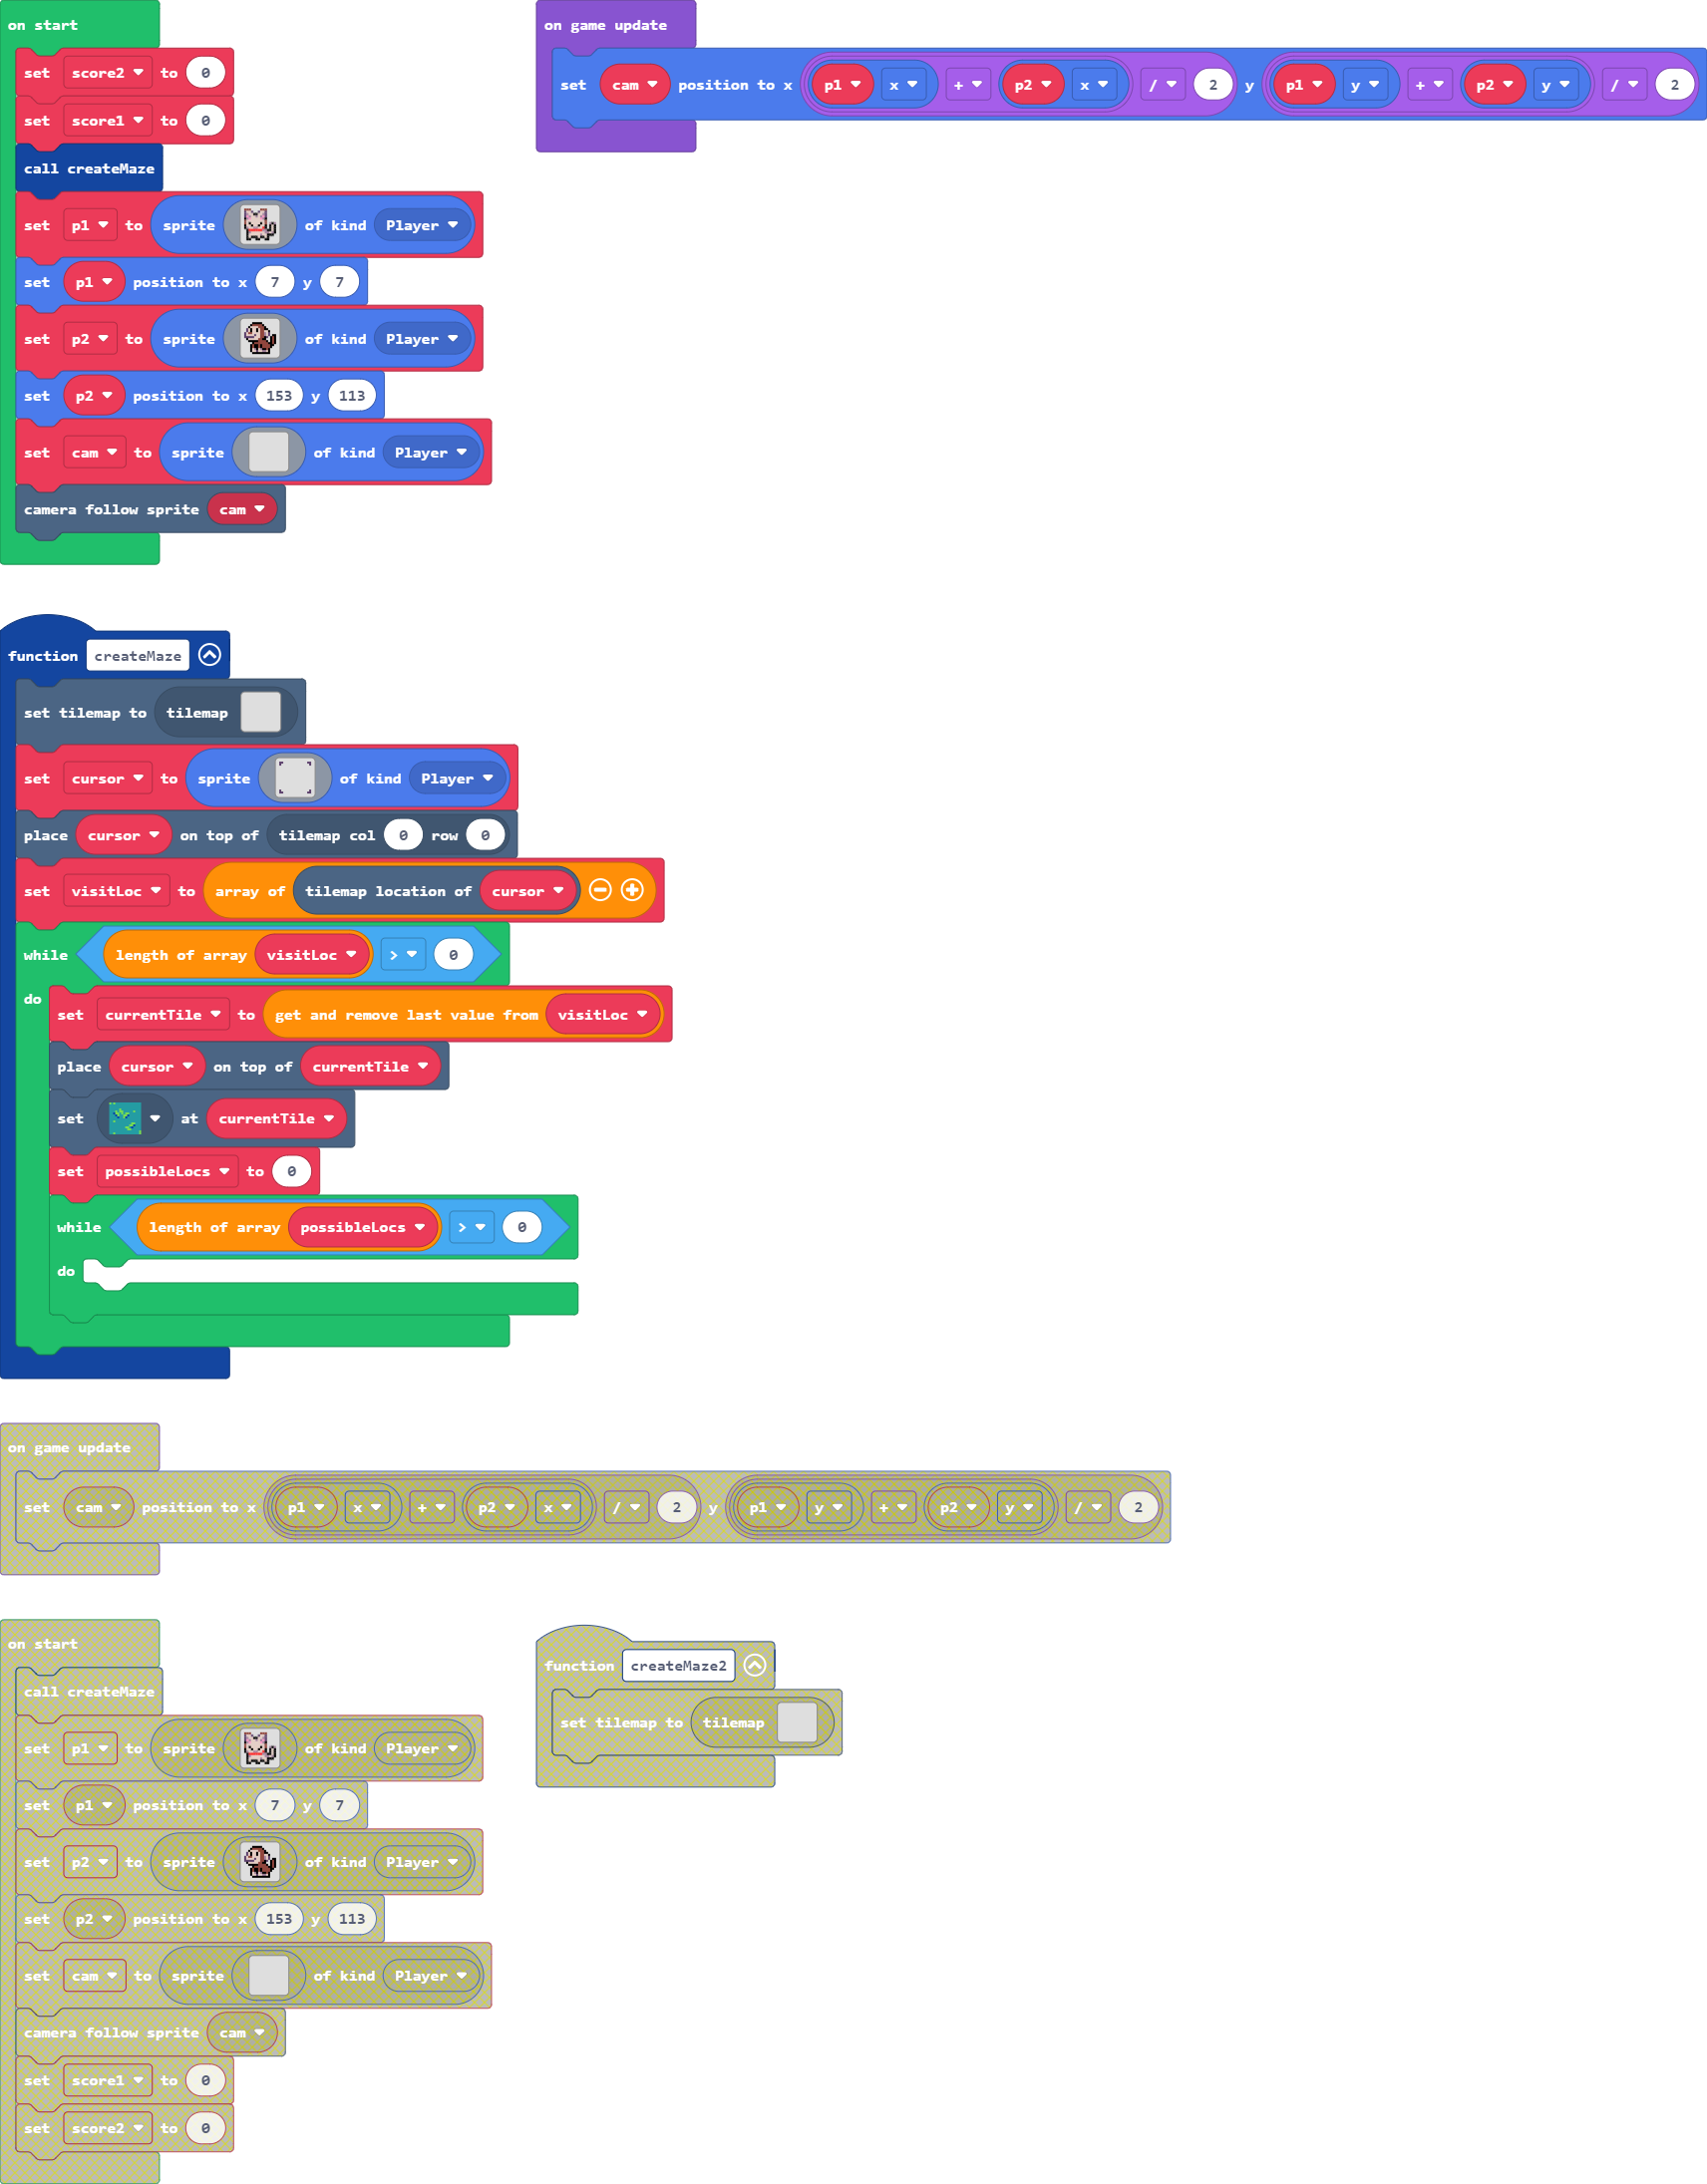 on start
set score2 to 0
set score1 to 0
call createMaze
set p1 to sprite of kind Player
set p1 position to x 7 y 7
set p2 to sprite of kind Player
set p2 position to x 153 y 113
set cam to sprite of kind Player
camera follow sprite cam
on game update
set cam position to x p1 x + p2 x / 2 y p1 y + p2 y / 2
function createMaze
set tilemap to tilemap
set cursor to sprite of kind Player
place cursor on top of tilemap col 0 row 0
set visitLoc to array of tilemap location of cursor
while length of array visitLoc > 0
do
set currentTile to get and remove last value from visitLoc
place cursor on top of currentTile
set at currentTile
set possibleLocs to 0
while length of array possibleLocs > 0
do
on game update
set cam position to x p1 x + p2 x / 2 y p1 y + p2 y / 2
on start
call createMaze
set p1 to sprite of kind Player
set p1 position to x 7 y 7
set p2 to sprite of kind Player
set p2 position to x 153 y 113
set cam to sprite of kind Player
camera follow sprite cam
set score1 to 0
set score2 to 0
function createMaze2
set tilemap to tilemap